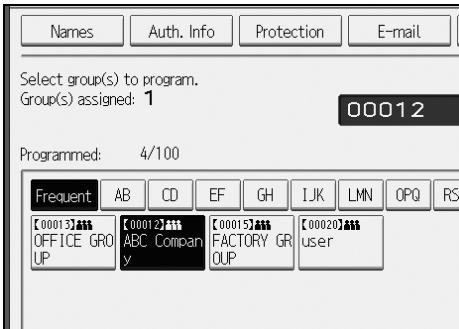 Names Auth. Info Protection E-mail
Select group(s) to program.
Group(s) assigned: 1
00012
Programmed: 4/100
Frequent AB CD EF GH IJK LMN OPQ RS
【00013】 【00012】 【00015】 【00020】
OFFICE GRO ABC Compan FACTORY GR user
UP y OUP